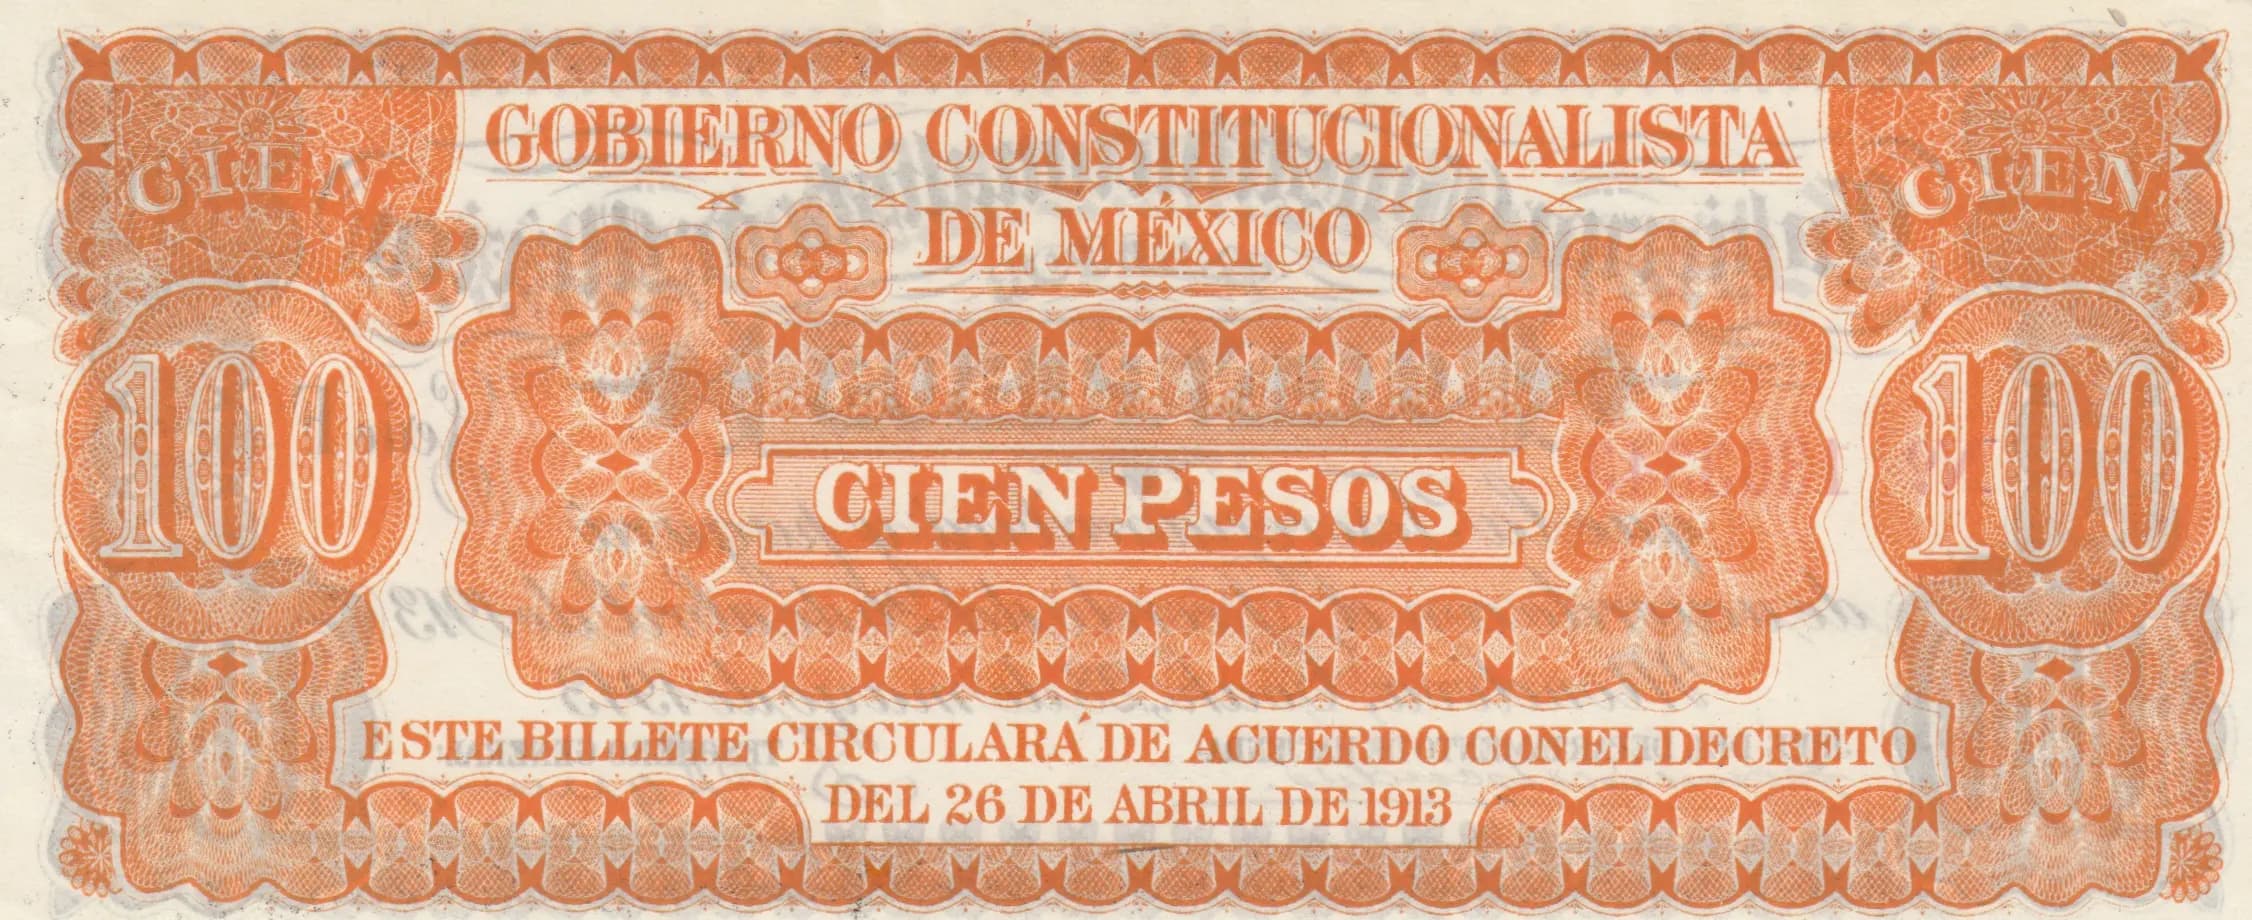 GOBIERNO CONSTITUCIONALISTA
CIEN
CIEN
DE MÉXICO
100
100
CIEN PESOS
ESTE BILLETE CIRCULARÁ DE ACUERDO CON EL DECRETO
DEL 26 DE ABRIL DE 1913